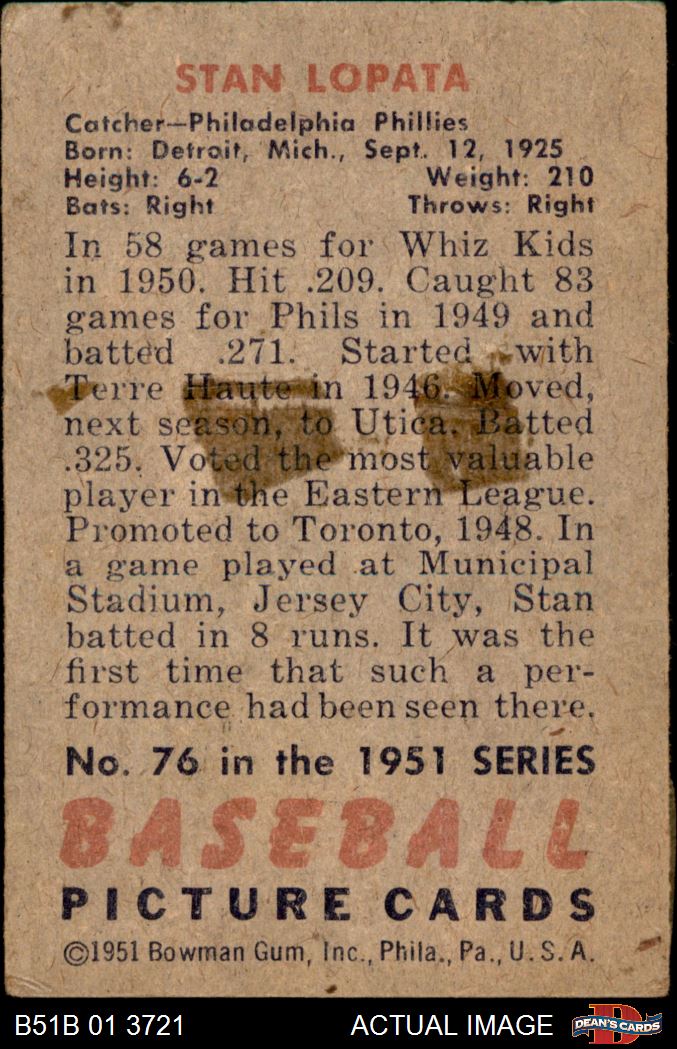 STAN LOPATA
Catcher—Philadelphia Phillies
Born: Detroit, Mich., Sept. 12, 1925
Height: 6-2 Weight: 210
Bats: Right Throws: Right
In 58 games for Whiz Kids
in 1950. Hit .209. Caught 83
games for Phils in 1949 and
batted .271. Started with
Terre Haute in 1946. Moved,
next season, to Utica. Batted
.325. Voted the most valuable
player in the Eastern League.
Promoted to Toronto, 1948. In
a game played at Municipal
Stadium, Jersey City, Stan
batted in 8 runs. It was the
first time that such a per-
formance had been seen there.
No. 76 in the 1951 SERIES
BASEBALL
PICTURE CARDS
©1951 Bowman Gum, Inc., Phila., Pa., U.S.A.
B51B 01 3721 ACTUAL IMAGE DEAN'S CARDS